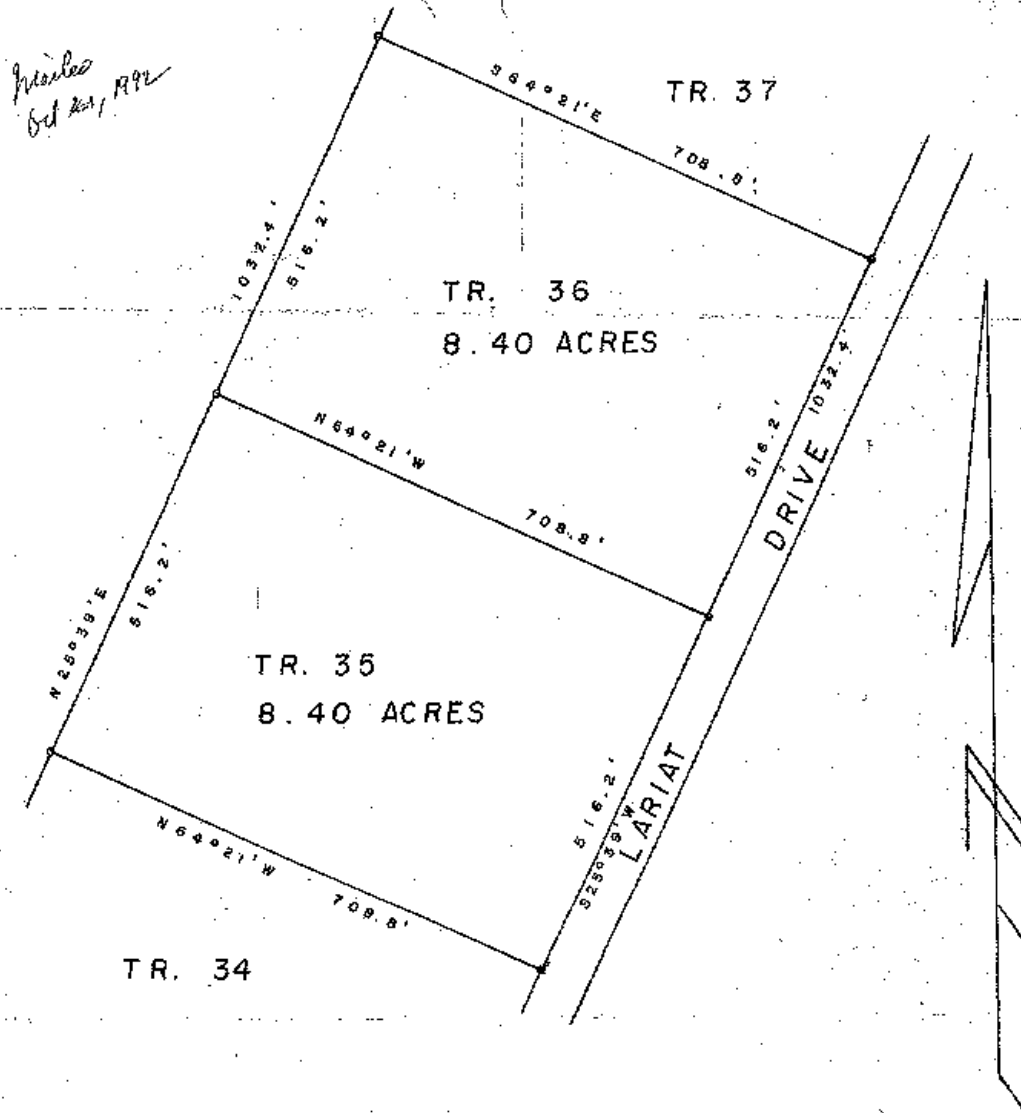 Oct 1992
TR. 37
S 64° 21' E
708.8'
1032.4'
516.2'
TR. 36
8.40 ACRES
516.2'
1032.4'
N 64° 21' W
708.8'
LARIAT DRIVE
N 25° 39' E
516.2'
TR. 35
8.40 ACRES
516.2'
S25° 39' W
N 64° 21' W
708.8'
TR. 34